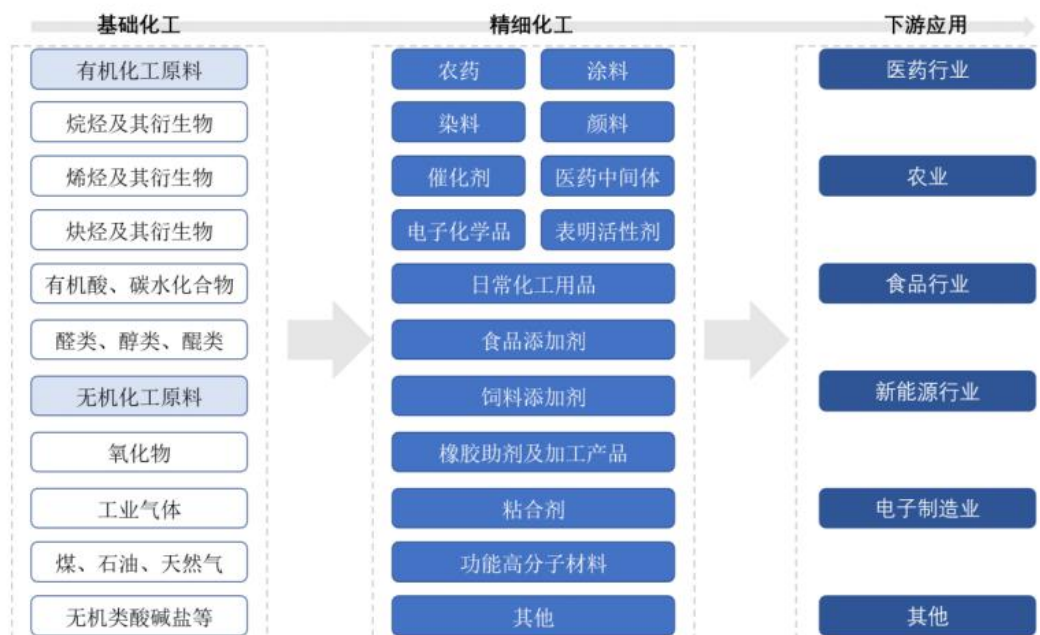 基础化工
精细化工
下游应用
有机化工原料
烷烃及其衍生物
烯烃及其衍生物
炔烃及其衍生物
有机酸、碳水化合物
醛类、醇类、醌类
无机化工原料
氧化物
工业气体
煤、石油、天然气
无机类酸碱盐等
农药
涂料
染料
颜料
催化剂
医药中间体
电子化学品
表明活性剂
日常化工用品
食品添加剂
饲料添加剂
橡胶助剂及加工产品
粘合剂
功能高分子材料
其他
医药行业
农业
食品行业
新能源行业
电子制造业
其他